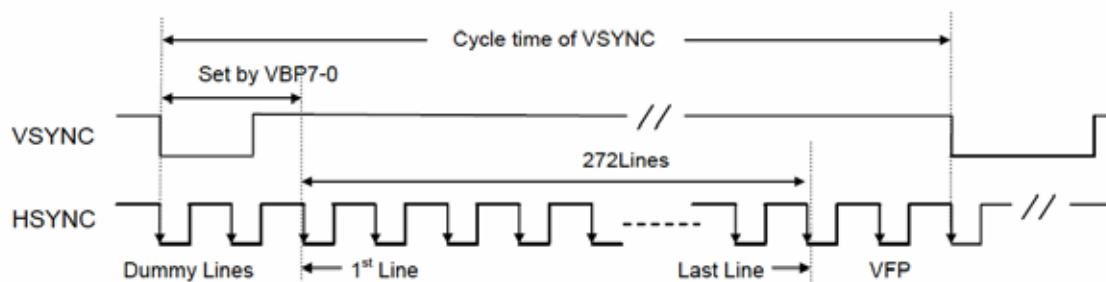 Cycle time of VSYNC
Set by VBP7-0
VSYNC
//
272Lines
HSYNC
//
Dummy Lines
1st Line
Last Line
VFP